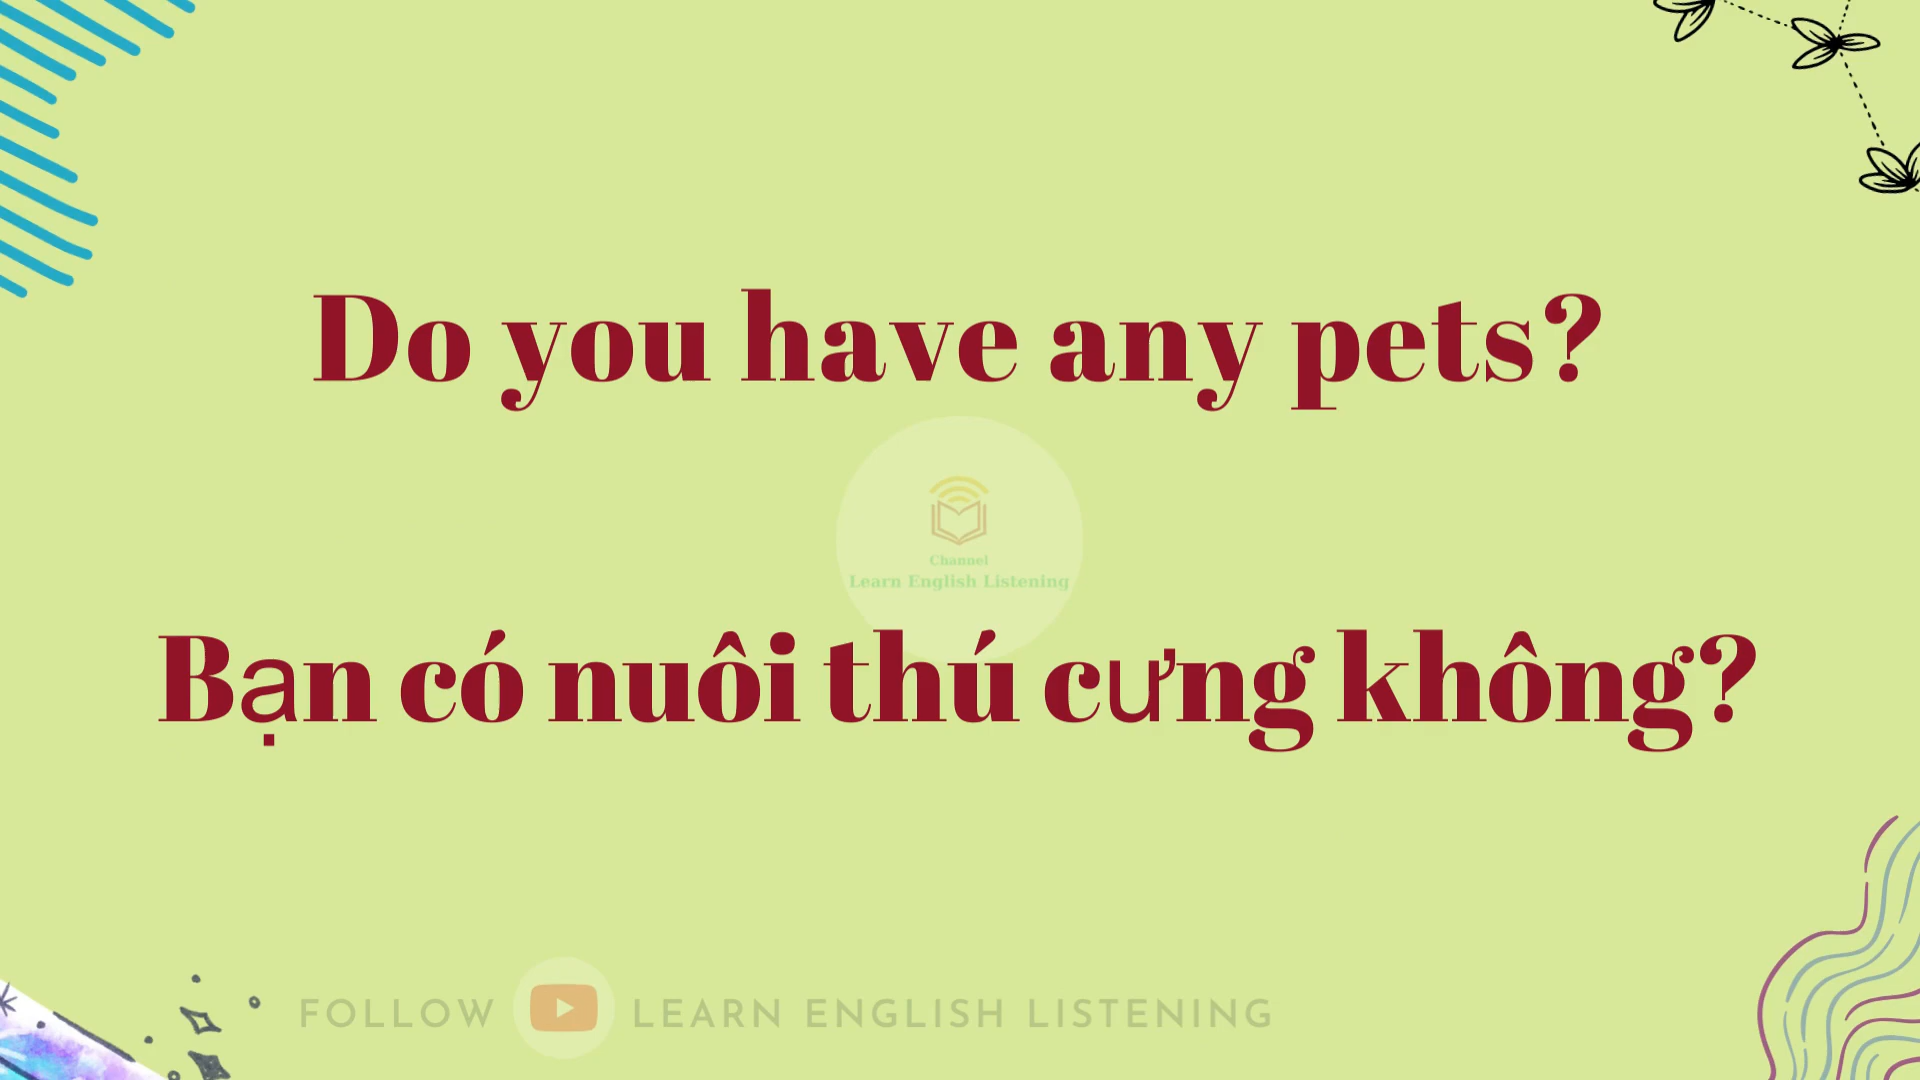 Do you have any pets?
Channel
Learn English Listening
Bạn có nuôi thú cưng không?
FOLLOW LEARN ENGLISH LISTENING